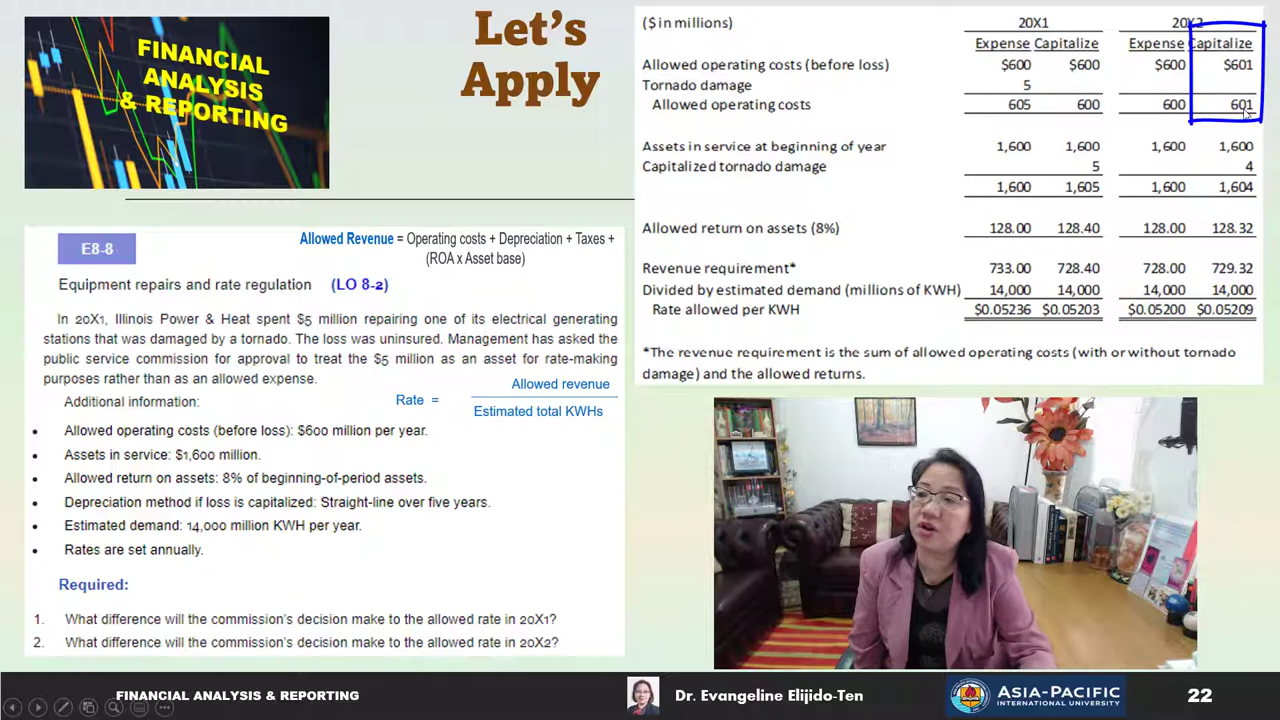 FINANCIAL
ANALYSIS
& REPORTING
Let's
Apply
E8-8
Allowed Revenue = Operating costs + Depreciation + Taxes +
(ROA x Asset base)
Equipment repairs and rate regulation (LO 8-2)
In 20X1, Illinois Power & Heat spent $5 million repairing one of its electrical generating
stations that was damaged by a tornado. The loss was uninsured. Management has asked the
public service commission for approval to treat the $5 million as an asset for rate-making
purposes rather than as an allowed expense.
Rate = Allowed revenue
Estimated total KWHs
Additional information:
• Allowed operating costs (before loss): $600 million per year.
• Assets in service: $1,600 million.
• Allowed return on assets: 8% of beginning-of-period assets.
• Depreciation method if loss is capitalized: Straight-line over five years.
• Estimated demand: 14,000 million KWH per year.
• Rates are set annually.
Required:
1. What difference will the commission's decision make to the allowed rate in 20X1?
2. What difference will the commission's decision make to the allowed rate in 20X2?
($ in millions) 20X1 20X2
Expense Capitalize Expense Capitalize
Allowed operating costs (before loss) $600 $600 $600 $601
Tornado damage 5
Allowed operating costs 605 600 600 601
Assets in service at beginning of year 1,600 1,600 1,600 1,600
Capitalized tornado damage 5 4
1,600 1,605 1,600 1,604
Allowed return on assets (8%) 128.00 128.40 128.00 128.32
Revenue requirement* 733.00 728.40 728.00 729.32
Divided by estimated demand (millions of KWH) 14,000 14,000 14,000 14,000
Rate allowed per KWH $0.05236 $0.05203 $0.05200 $0.05209
*The revenue requirement is the sum of allowed operating costs (with or without tornado
damage) and the allowed returns.
FINANCIAL ANALYSIS & REPORTING
Dr. Evangeline Elijido-Ten
ASIA-PACIFIC
INTERNATIONAL UNIVERSITY
22